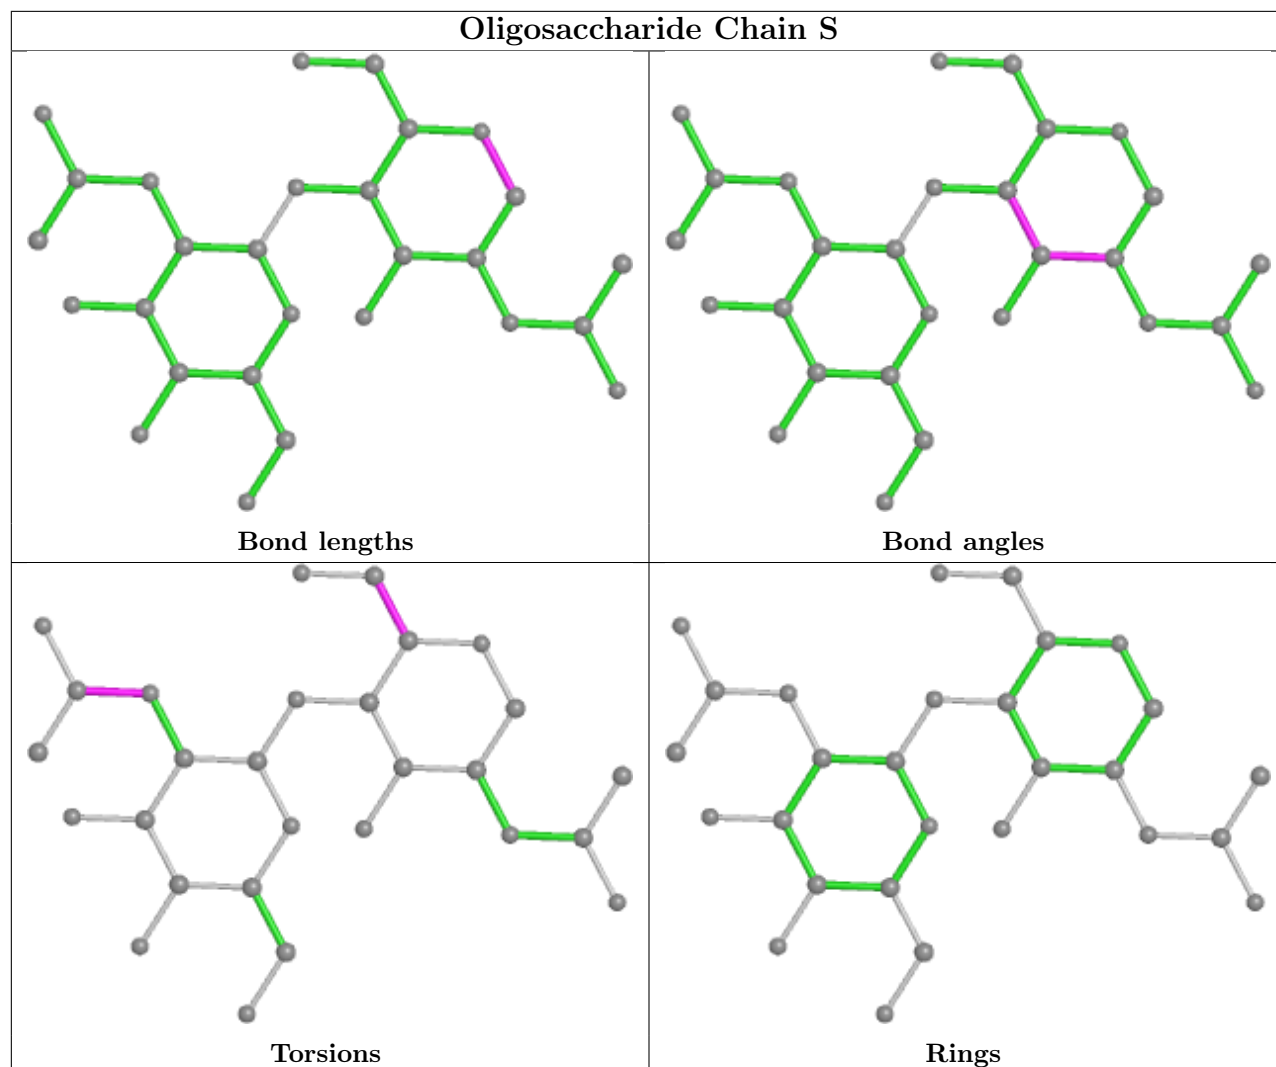 Oligosaccharide Chain S
Bond lengths
Bond angles
Torsions
Rings